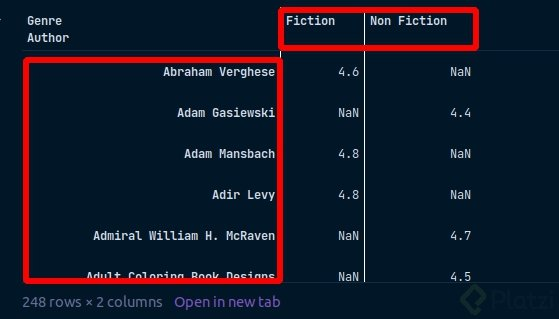 Genre Fiction Non Fiction
Author
Abraham Verghese 4.6 NaN
Adam Gasiewski NaN 4.4
Adam Mansbach 4.8 NaN
Adir Levy 4.8 NaN
Admiral William H. McRaven NaN 4.7
Adult Coloring Book Designs NaN 4.5
248 rows × 2 columns Open in new tab
Platzi